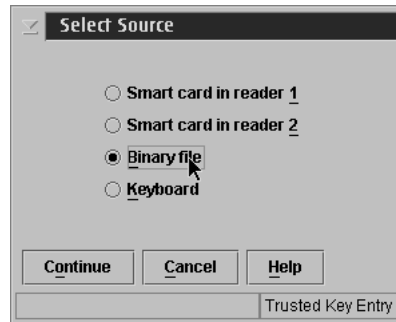 Select Source
Smart card in reader 1
Smart card in reader 2
Binary file
Keyboard
Continue Cancel Help
Trusted Key Entry